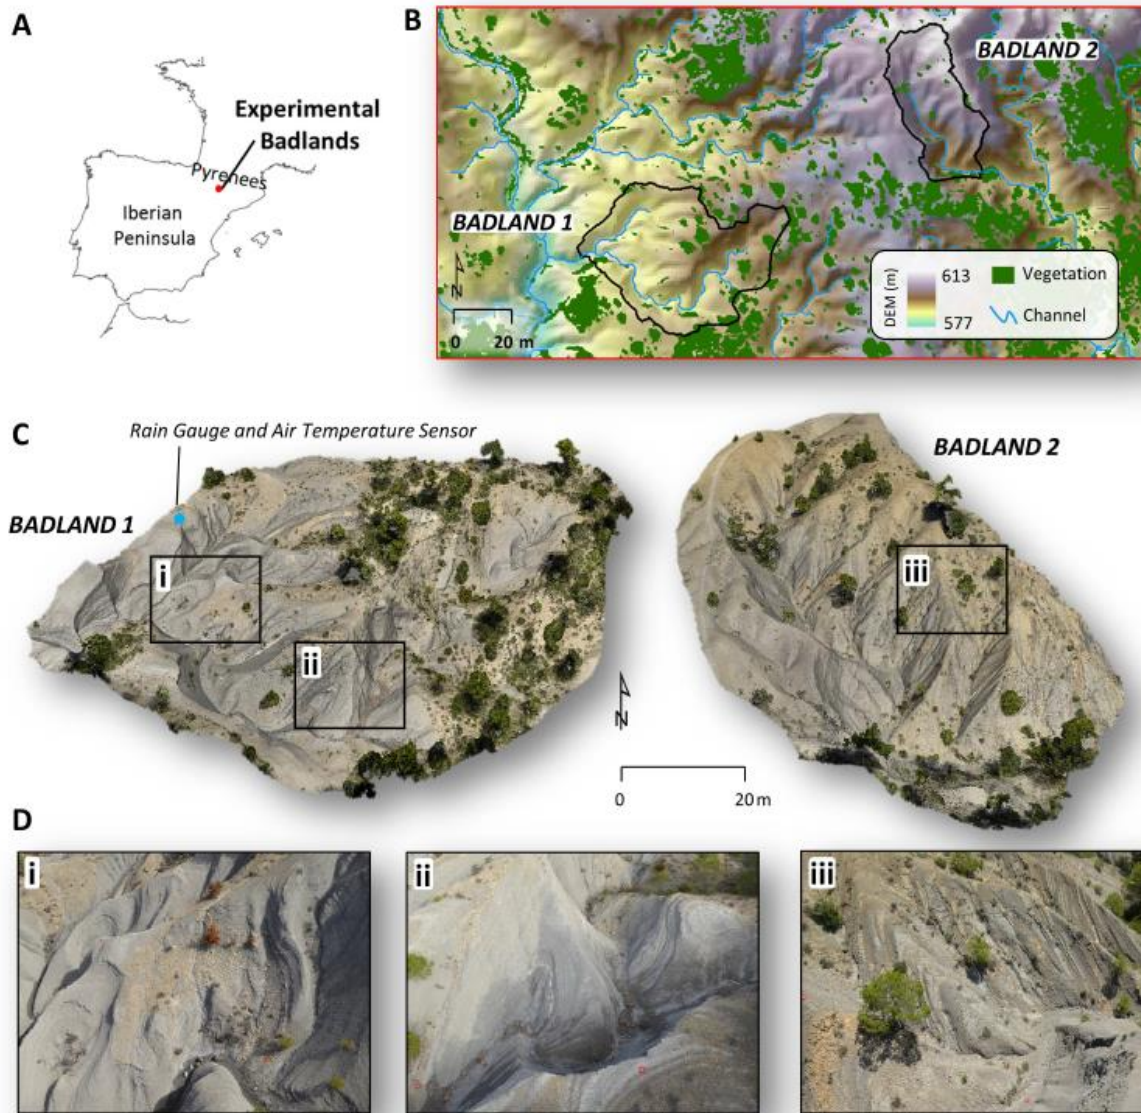 A
Experimental
Badlands
Pyrenees
Iberian
Peninsula
B
BADLAND 2
BADLAND 1
N
0 20 m
DEM (m)
613
577
Vegetation
Channel
C
Rain Gauge and Air Temperature Sensor
BADLAND 1
BADLAND 2
i
ii
iii
N
0 20 m
D
i
ii
iii